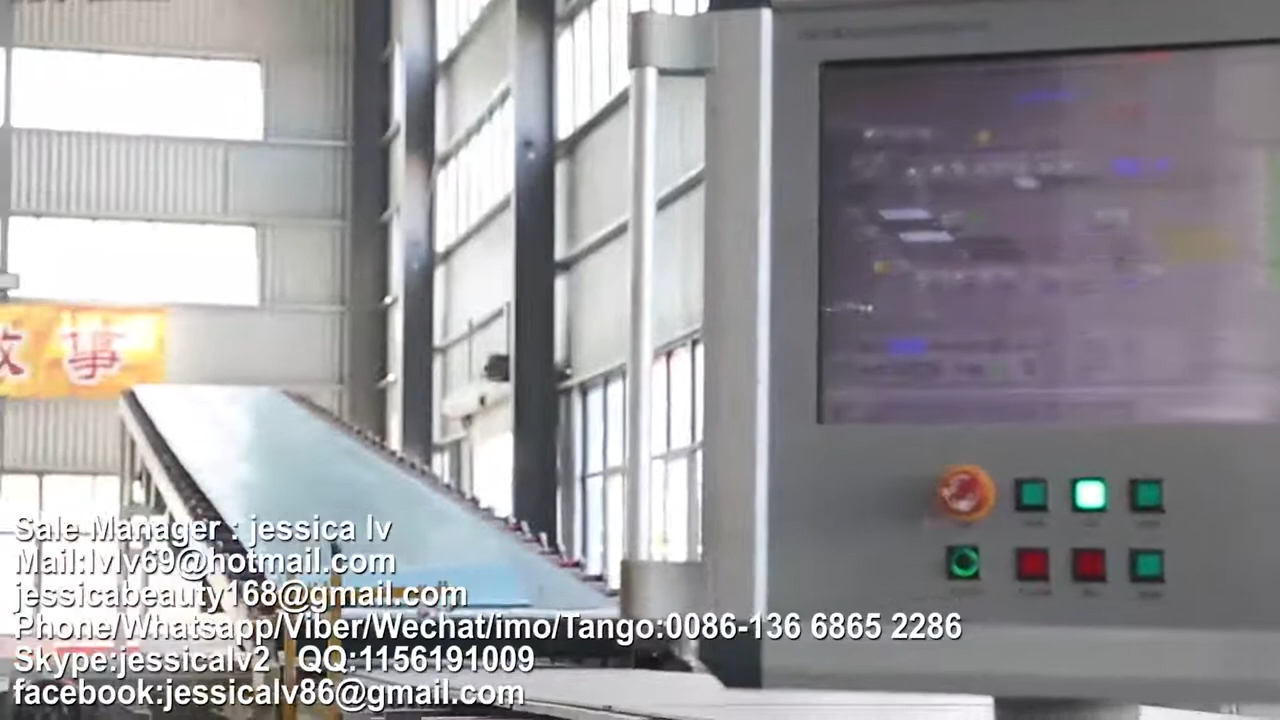 事
Sale Manager : jessica lv
Mail:lvlv69@hotmail.com
jessicabeauty168@gmail.com
Phone/Whatsapp/Viber/Wechat/imo/Tango:0086-136 6865 2286
Skype:jessicalv2 QQ:1156191009
facebook:jessicalv86@gmail.com